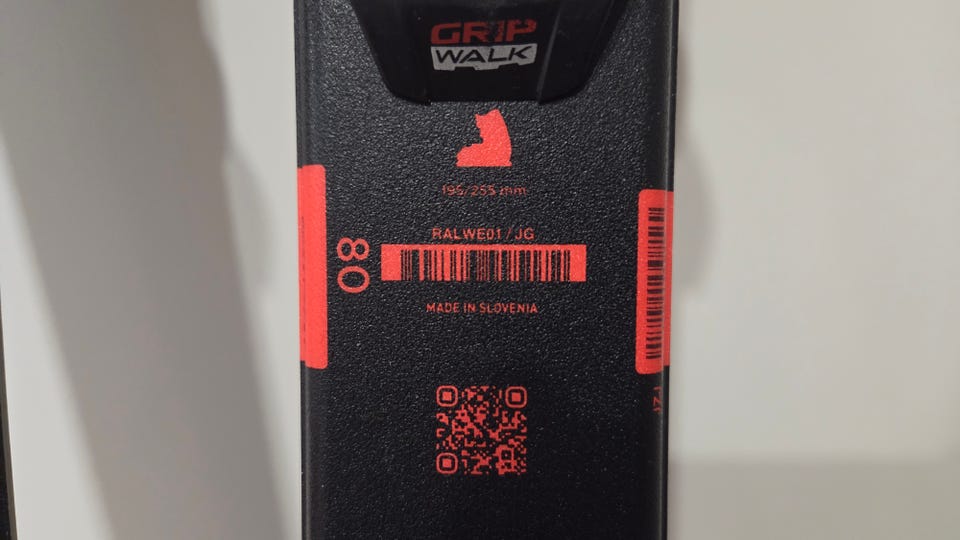 GRIP
WALK
195/255 mm
RALWE01/JG
80
MADE IN SLOVENIA